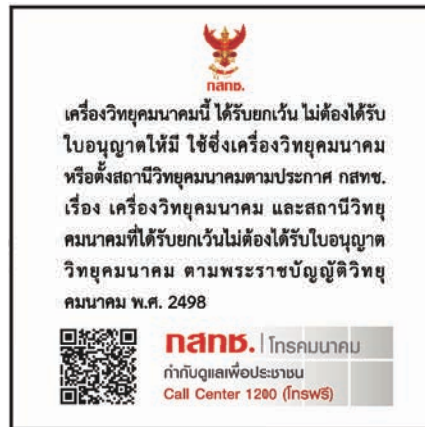 กสทช.
เครื่องวิทยุคมนาคมนี้ ได้รับยกเว้น ไม่ต้องได้รับ
ใบอนุญาตให้มี ใช้ซึ่งเครื่องวิทยุคมนาคม
หรือตั้งสถานีวิทยุคมนาคมตามประกาศ กสทช.
เรื่อง เครื่องวิทยุคมนาคม และสถานีวิทยุ
คมนาคมที่ได้รับยกเว้นไม่ต้องได้รับใบอนุญาต
วิทยุคมนาคม ตามพระราชบัญญัติวิทยุ
คมนาคม พ.ศ. 2498
กสทช. | โทรคมนาคม
กำกับดูแลเพื่อประชาชน
Call Center 1200 (โทรฟรี)